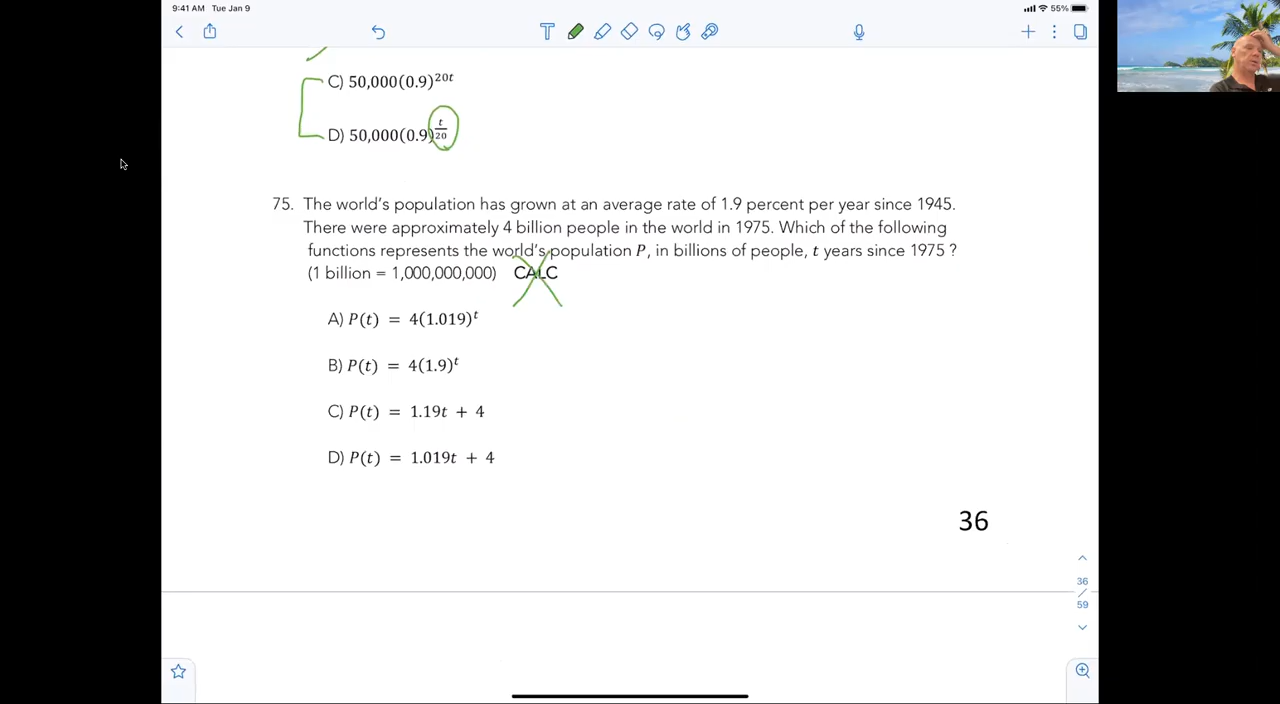 9:41 AM Tue Jan 9
55%
C) 50,000(0.9)^{20t}
D) 50,000(0.9)^{\frac{t}{20}}
75. The world's population has grown at an average rate of 1.9 percent per year since 1945.
There were approximately 4 billion people in the world in 1975. Which of the following
functions represents the world's population P, in billions of people, t years since 1975 ?
(1 billion = 1,000,000,000) CALC
A) P(t) = 4(1.019)^t
B) P(t) = 4(1.9)^t
C) P(t) = 1.19t + 4
D) P(t) = 1.019t + 4
36
36
/
59